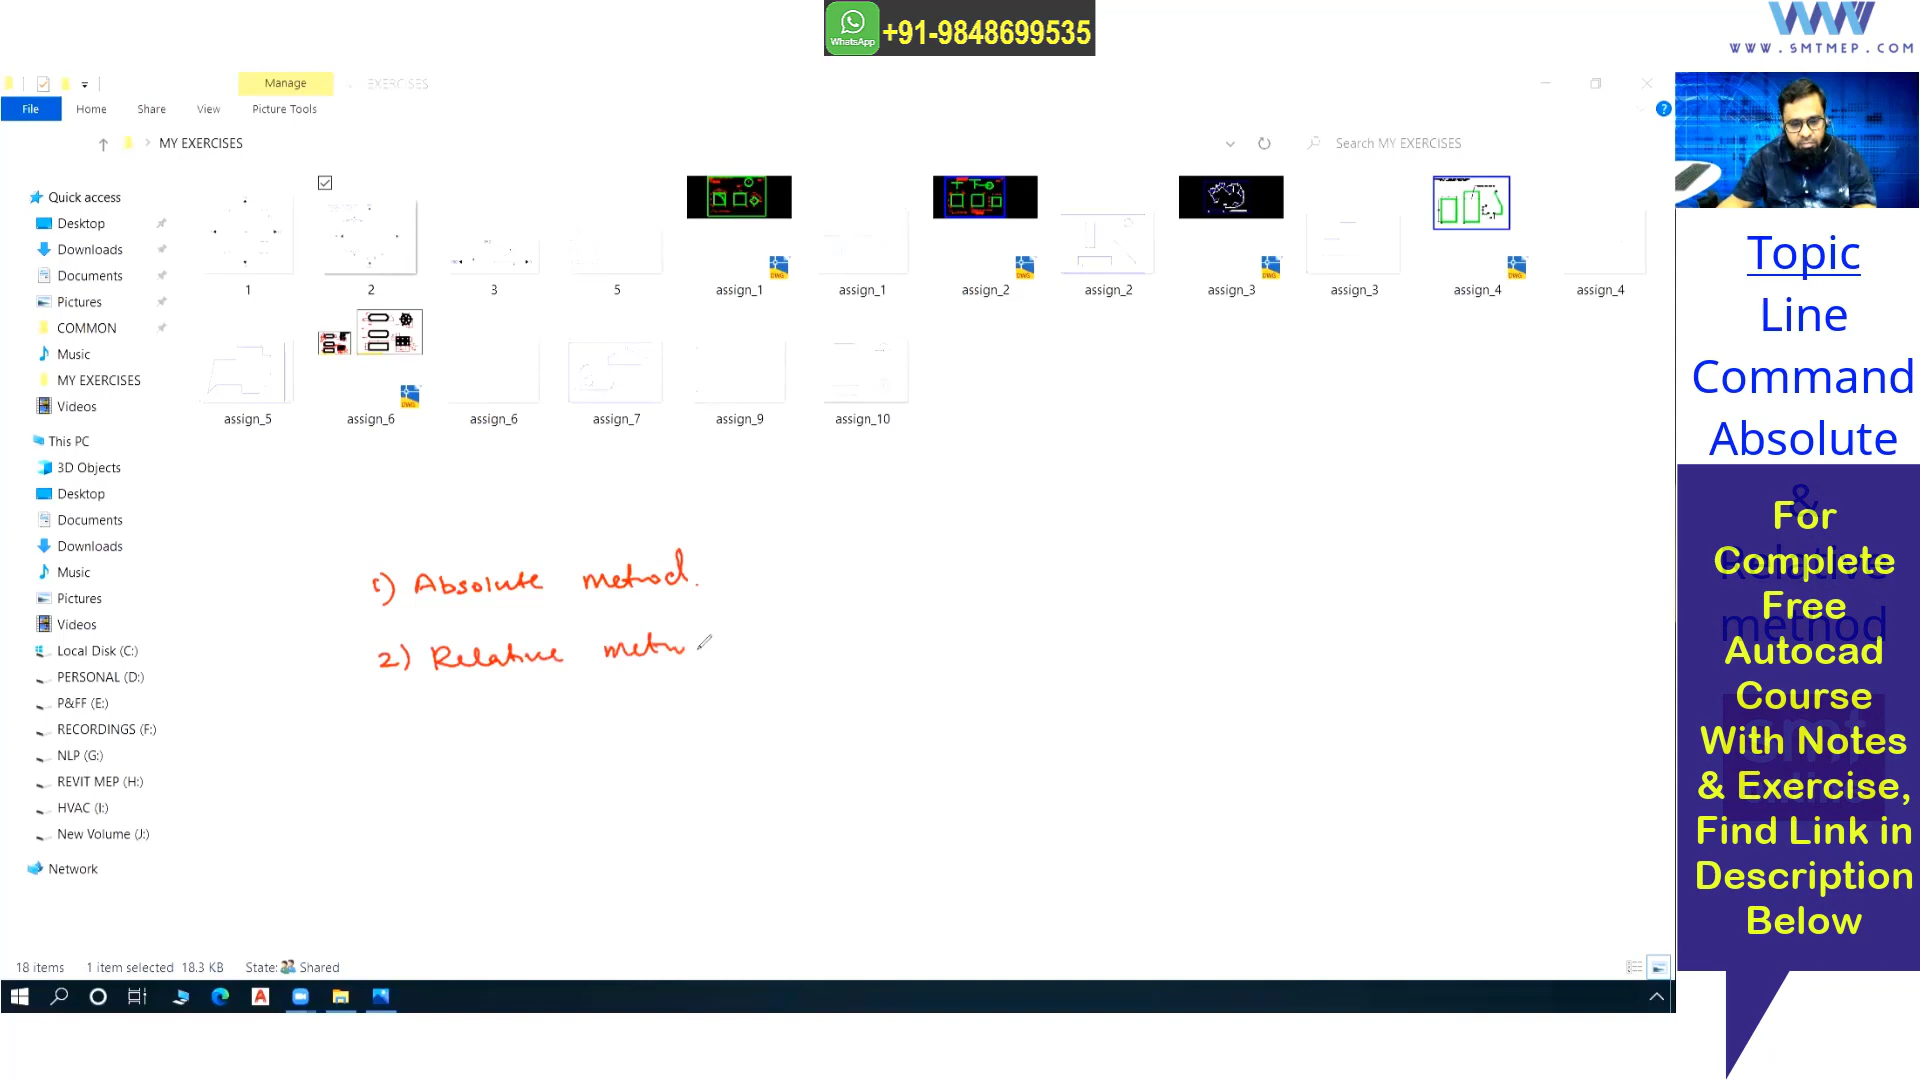 WhatsApp +91-9848699535
WWW.SMTMEP.COM
Manage
EXERCISES
File Home Share View Picture Tools
MY EXERCISES
Search MY EXERCISES
Quick access
Desktop
Downloads
Documents
Pictures
COMMON
Music
MY EXERCISES
Videos
This PC
3D Objects
Desktop
Documents
Downloads
Music
Pictures
Videos
Local Disk (C:)
PERSONAL (D:)
P&FF (E:)
RECORDINGS (F:)
NLP (G:)
REVIT MEP (H:)
HVAC (I:)
New Volume (J:)
Network
1 2 3 5 assign_1 assign_1 assign_2 assign_2 assign_3 assign_3 assign_4 assign_4
assign_5 assign_6 assign_6 assign_7 assign_9 assign_10
1) Absolute method.
2) Relative metho
18 items 1 item selected 18.3 KB State: Shared
Topic
Line
Command
Absolute
&
Relative
method
For
Complete
Free
Autocad
Course
With Notes
& Exercise,
Find Link in
Description
Below